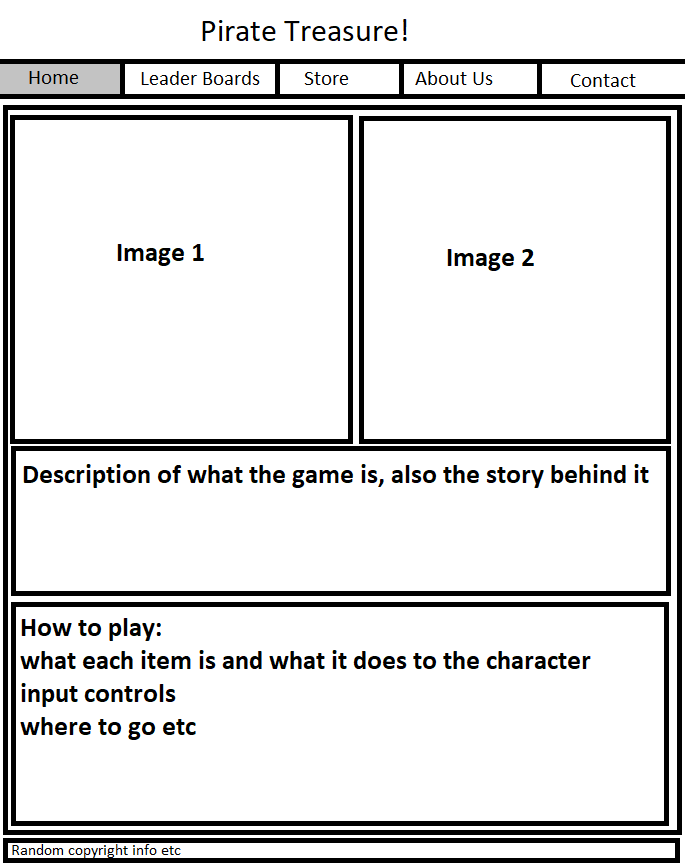 Pirate Treasure!
Home Leader Boards Store About Us Contact
Image 1 Image 2
Description of what the game is, also the story behind it
How to play:
what each item is and what it does to the character
input controls
where to go etc
Random copyright info etc